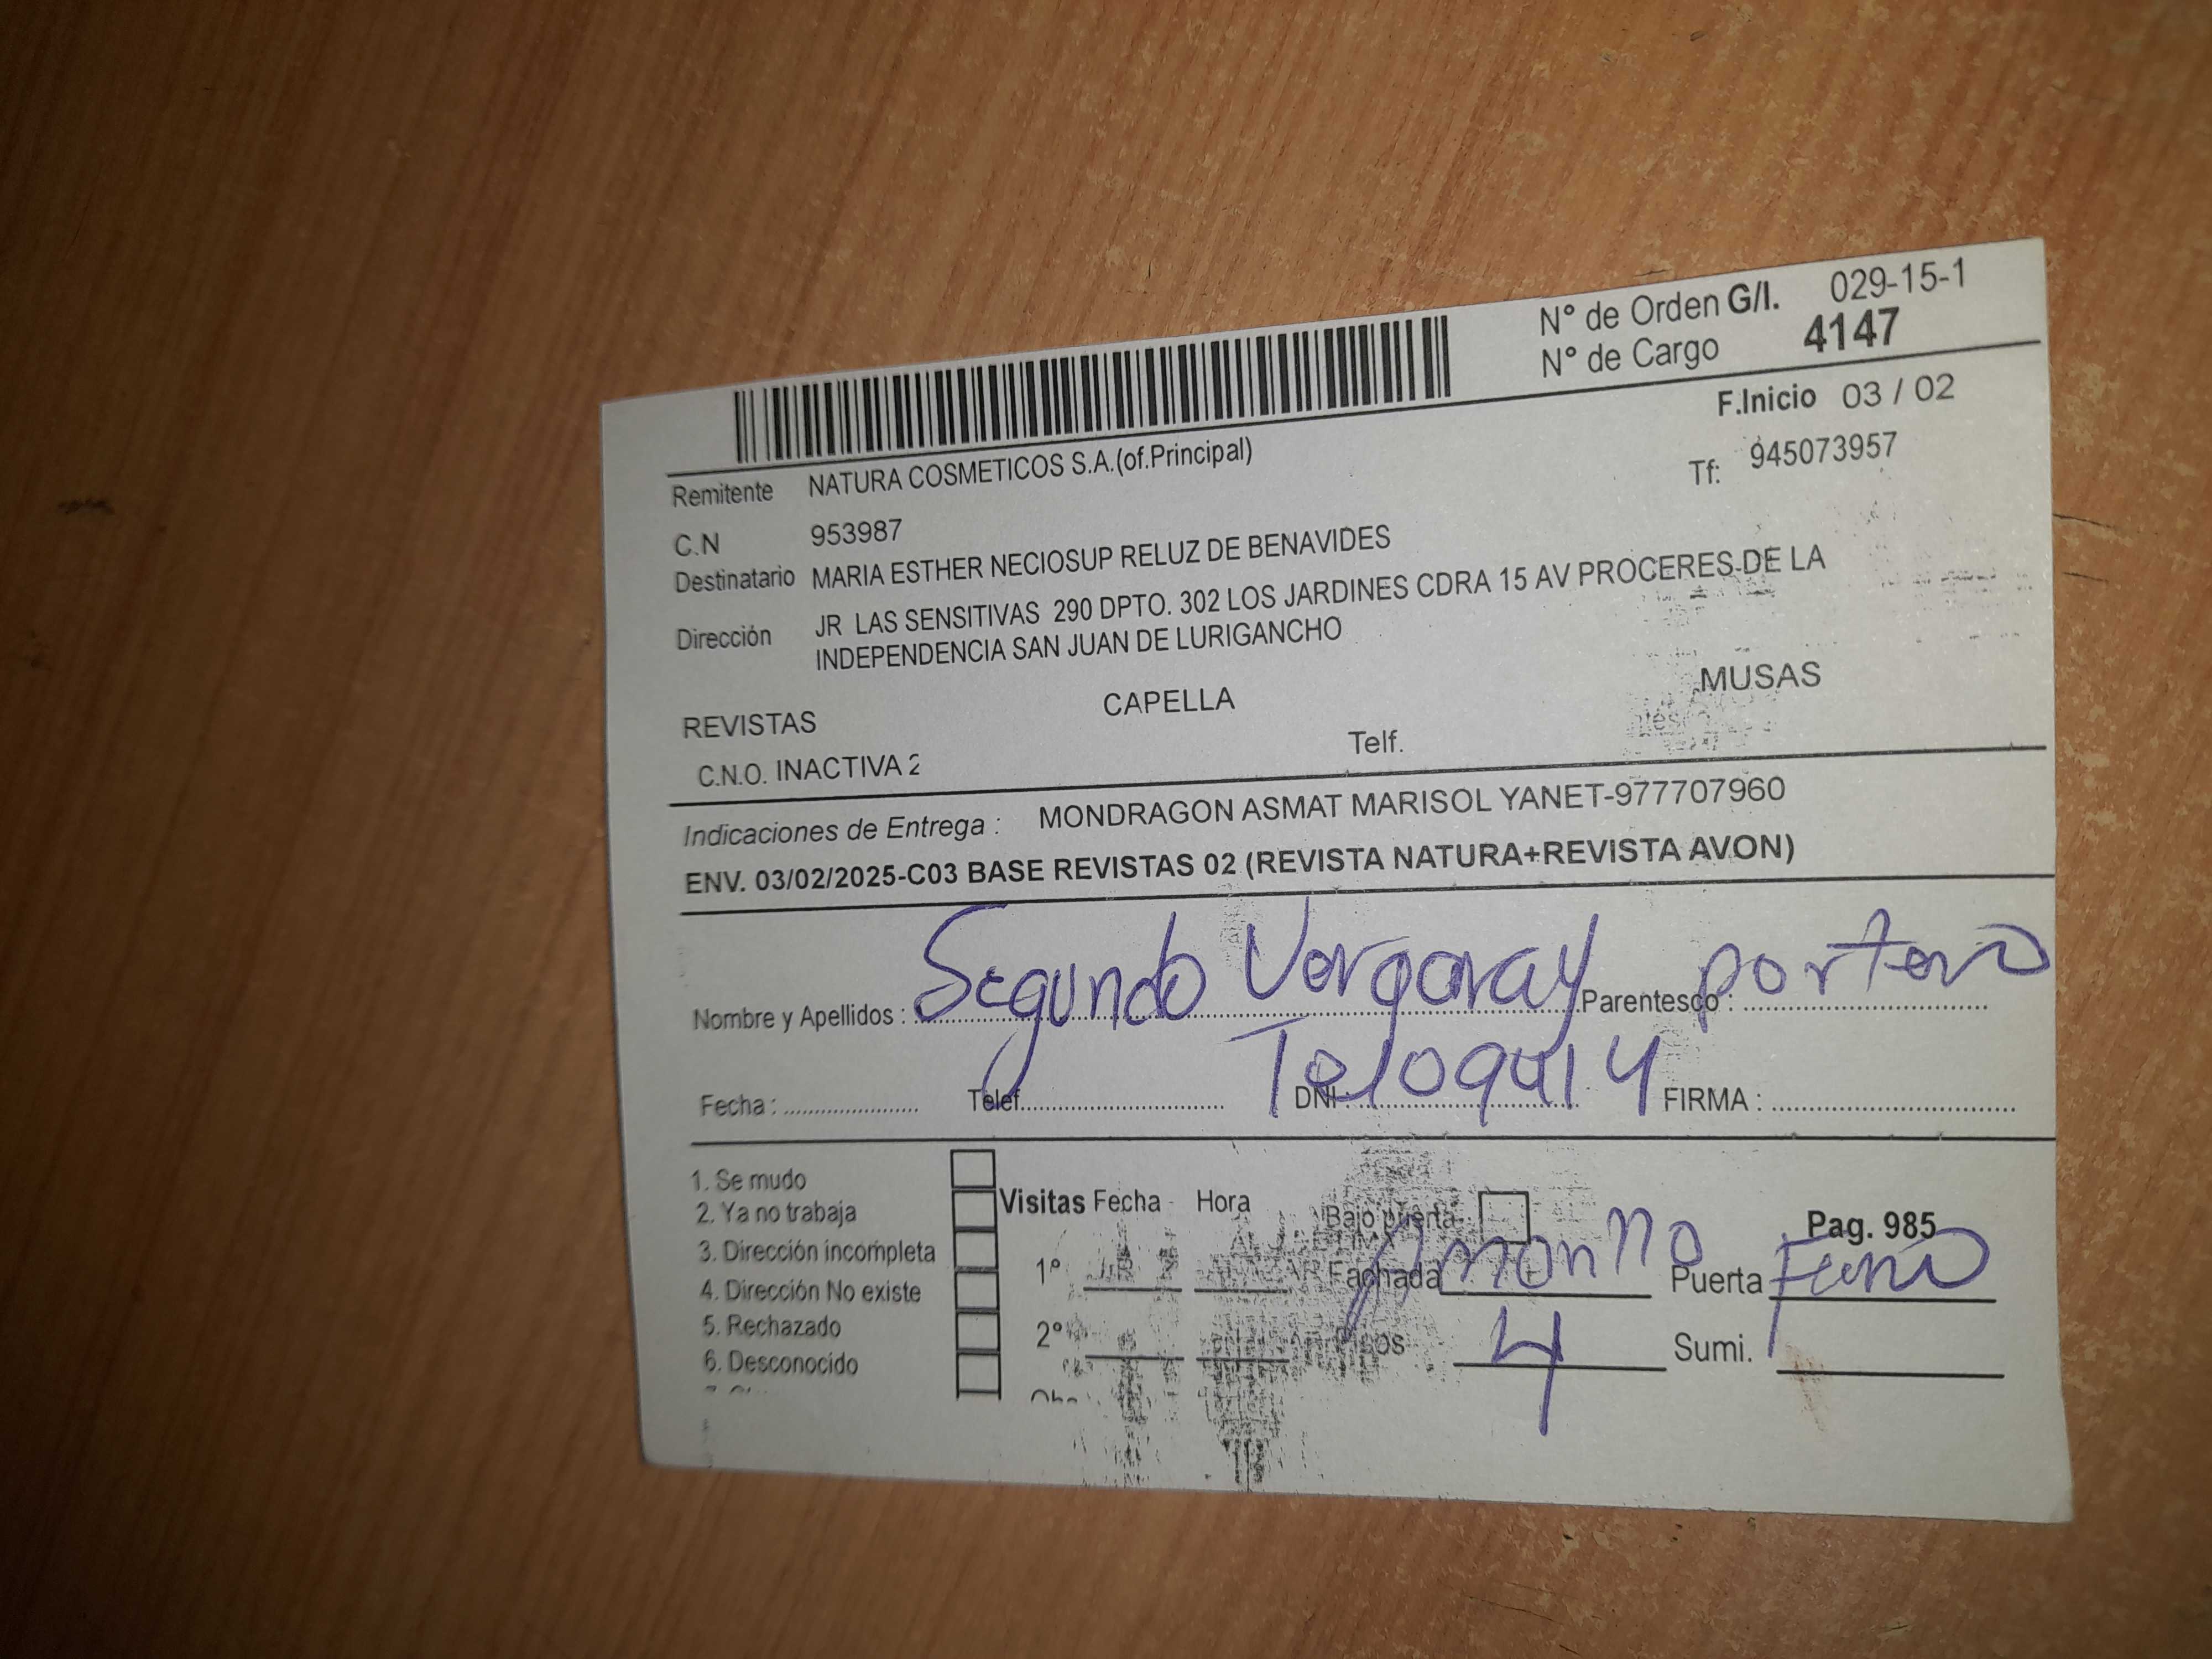 N° de Orden G/I. 029-15-1
N° de Cargo 4147
F.Inicio 03 / 02
Remitente NATURA COSMETICOS S.A.(of.Principal)
Tf: 945073957
C.N 953987
Destinatario MARIA ESTHER NECIOSUP RELUZ DE BENAVIDES
Dirección JR LAS SENSITIVAS 290 DPTO. 302 LOS JARDINES CDRA 15 AV PROCERES DE LA
INDEPENDENCIA SAN JUAN DE LURIGANCHO
REVISTAS CAPELLA MUSAS
C.N.O. INACTIVA 2 Telf.
Indicaciones de Entrega : MONDRAGON ASMAT MARISOL YANET-977707960
ENV. 03/02/2025-C03 BASE REVISTAS 02 (REVISTA NATURA+REVISTA AVON)
Nombre y Apellidos : Segundo Vergaray Parentesco : portero
Fecha : Telef. DNI : FIRMA :
1. Se mudo
2. Ya no trabaja
3. Dirección incompleta
4. Dirección No existe
5. Rechazado
6. Desconocido
Visitas Fecha Hora
1°
2°
Bajo puerta Pag. 985
Fachada Puerta
Pisos 4 Sumi.